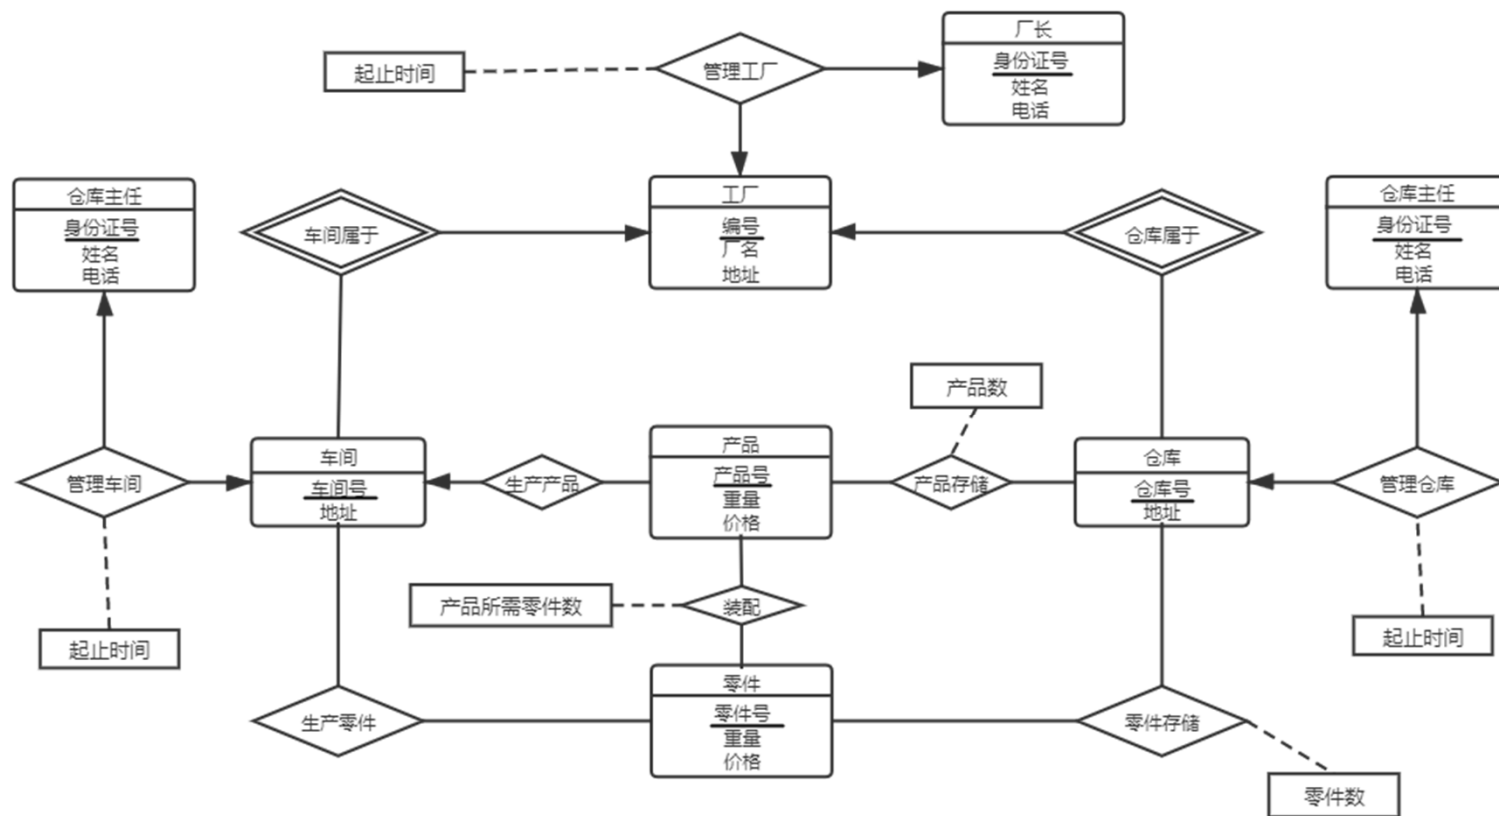 厂长
身份证号
姓名
电话
起止时间
管理工厂
仓库主任
身份证号
姓名
电话
车间属于
工厂
编号
厂名
地址
仓库属于
仓库主任
身份证号
姓名
电话
产品数
管理车间
车间
车间号
地址
生产产品
产品
产品号
重量
价格
产品存储
仓库
仓库号
地址
管理仓库
产品所需零件数
装配
起止时间
起止时间
生产零件
零件
零件号
重量
价格
零件存储
零件数